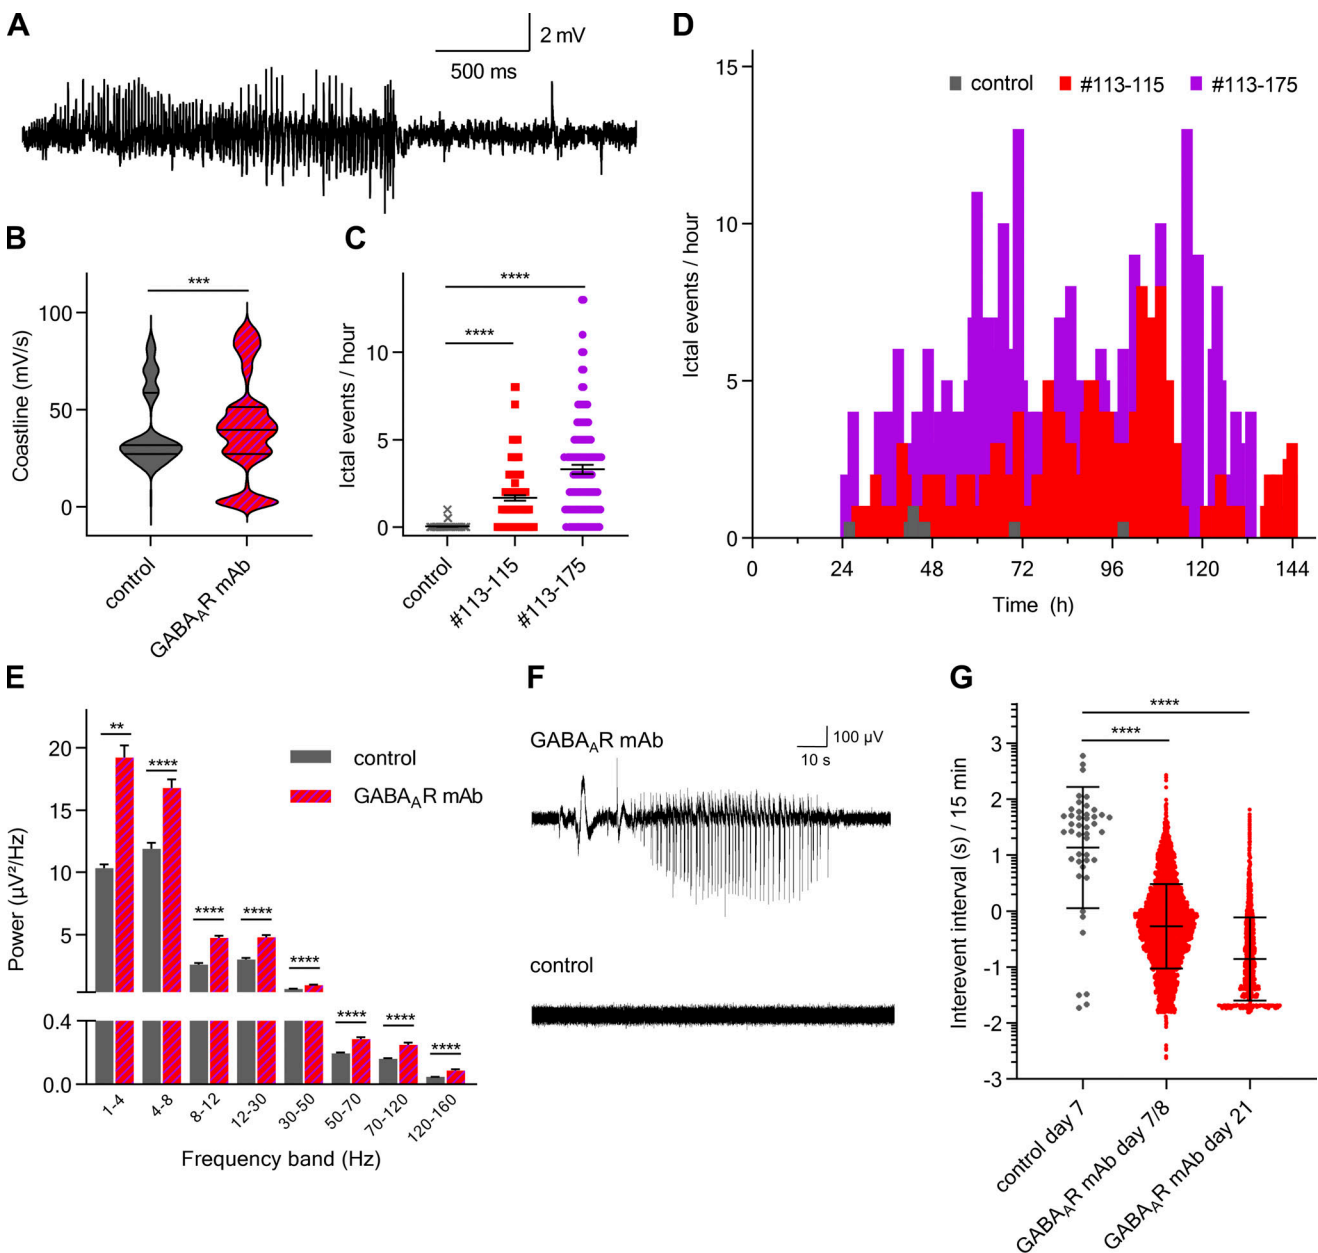 A
2 mV
500 ms
B
***
Coastline (mV/s)
100
50
0
control
GABAAR mAb
C
****
****
Ictal events / hour
10
5
0
control
#113-115
#113-175
D
control
#113-115
#113-175
Ictal events / hour
15
10
5
0
0
24
48
72
96
120
144
Time (h)
E
control
GABAAR mAb
Power (µV²/Hz)
20
15
10
5
0.4
0.0
**
****
****
****
****
****
****
****
1-4
4-8
8-12
12-30
30-50
50-70
70-120
120-160
Frequency band (Hz)
F
GABAAR mAb
100 µV
10 s
control
G
****
****
Interevent interval (s) / 15 min
3
2
1
0
-1
-2
-3
control day 7
GABAAR mAb day 7/8
GABAAR mAb day 21